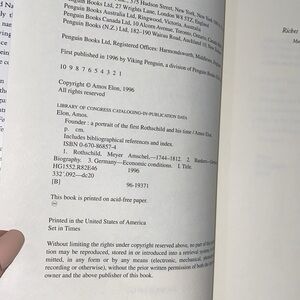 Penguin Books Ltd, 27 Wrights Lane, London W8 5TZ,
Penguin Books Australia Ltd, Ringwood, Victoria, Australia
Penguin Books Canada Ltd, 10 Alcorn Avenue, Toronto, Ontario,
Penguin Books (N.Z.) Ltd, 182–190 Wairau Road, Auckland 10, New
Penguin Books Ltd, Registered Offices: Harmondsworth, Middlesex,
First published in 1996 by Viking Penguin, a division of Penguin Books
10 9 8 7 6 5 4 3 2 1
Copyright © Amos Elon, 1996
All rights reserved
LIBRARY OF CONGRESS CATALOGING-IN-PUBLICATION DATA
Elon, Amos.
Founder : a portrait of the first Rothschild and his time / Amos Elon.
p. cm.
Includes bibliographical references and index.
ISBN 0-670-86857-4
1. Rothschild, Meyer Amschel,—1744–1812. 2.
Biography. 3. Germany—Economic conditions. I. Title.
HG1552.R82E46 1996
332'.092—dc20
[B] 96-19371
This book is printed on acid-free paper.
Printed in the United States of America
Set in Times
Without limiting the rights under copyright reserved above, no part of this
tion may be reproduced, stored in or introduced into a retrieval system, or
mitted, in any form or by any means (electronic, mechanical,
recording or otherwise), without the prior written permission of both the
owner and the above publisher of this book.
Riches